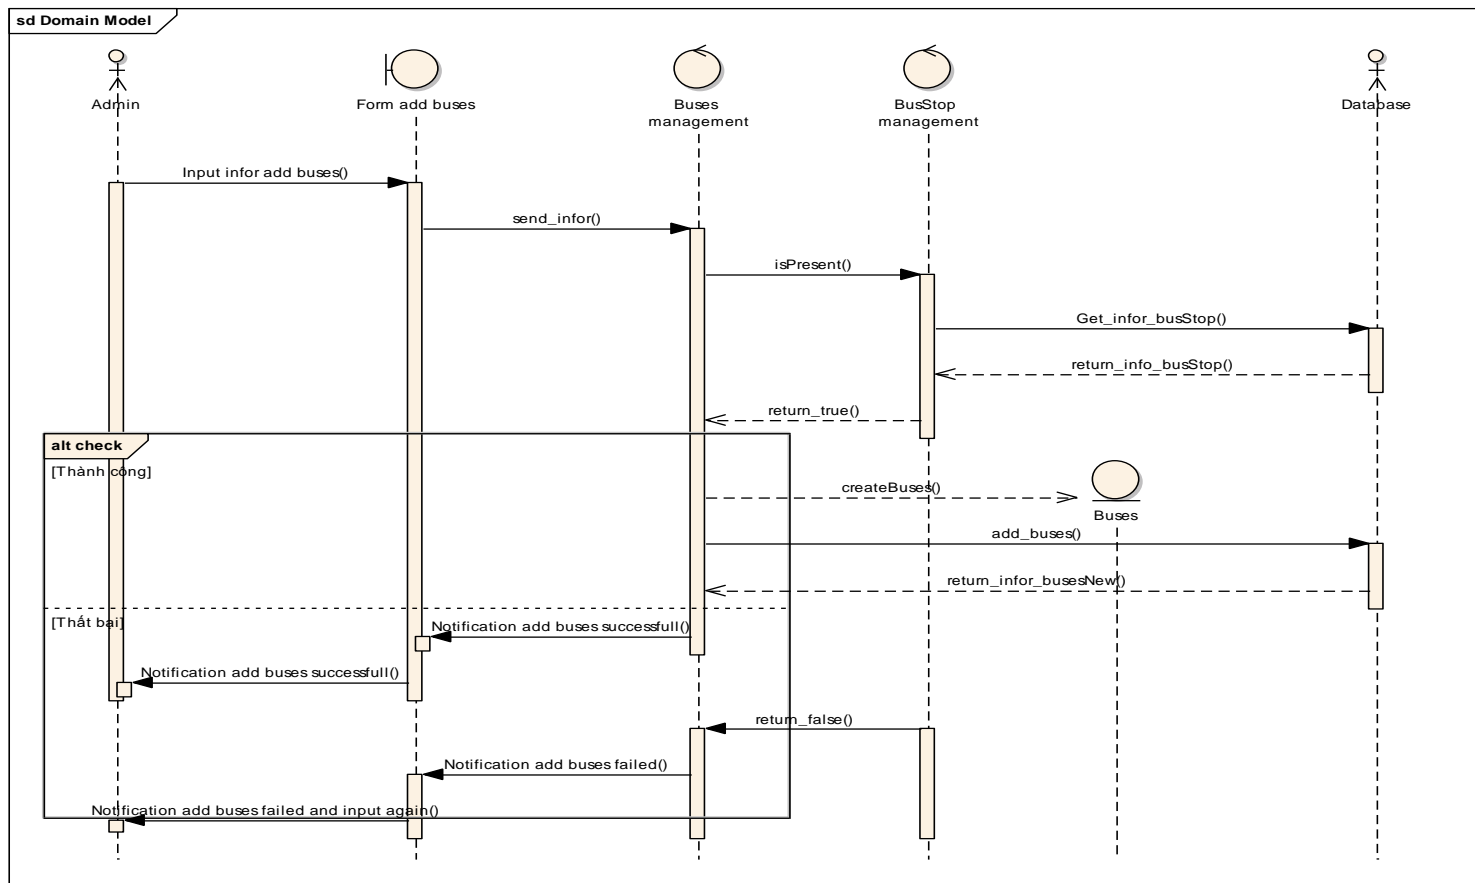 sd Domain Model
Admin
Form add buses
Buses
management
BusStop
management
Database
Input infor add buses()
send_infor()
isPresent()
Get_infor_busStop()
return_info_busStop()
return_true()
alt check
[Thành công]
createBuses()
Buses
add_buses()
return_infor_busesNew()
[Thất bại]
Notification add buses successfull()
Notification add buses successfull()
return_false()
Notification add buses failed()
Notification add buses failed and input again()